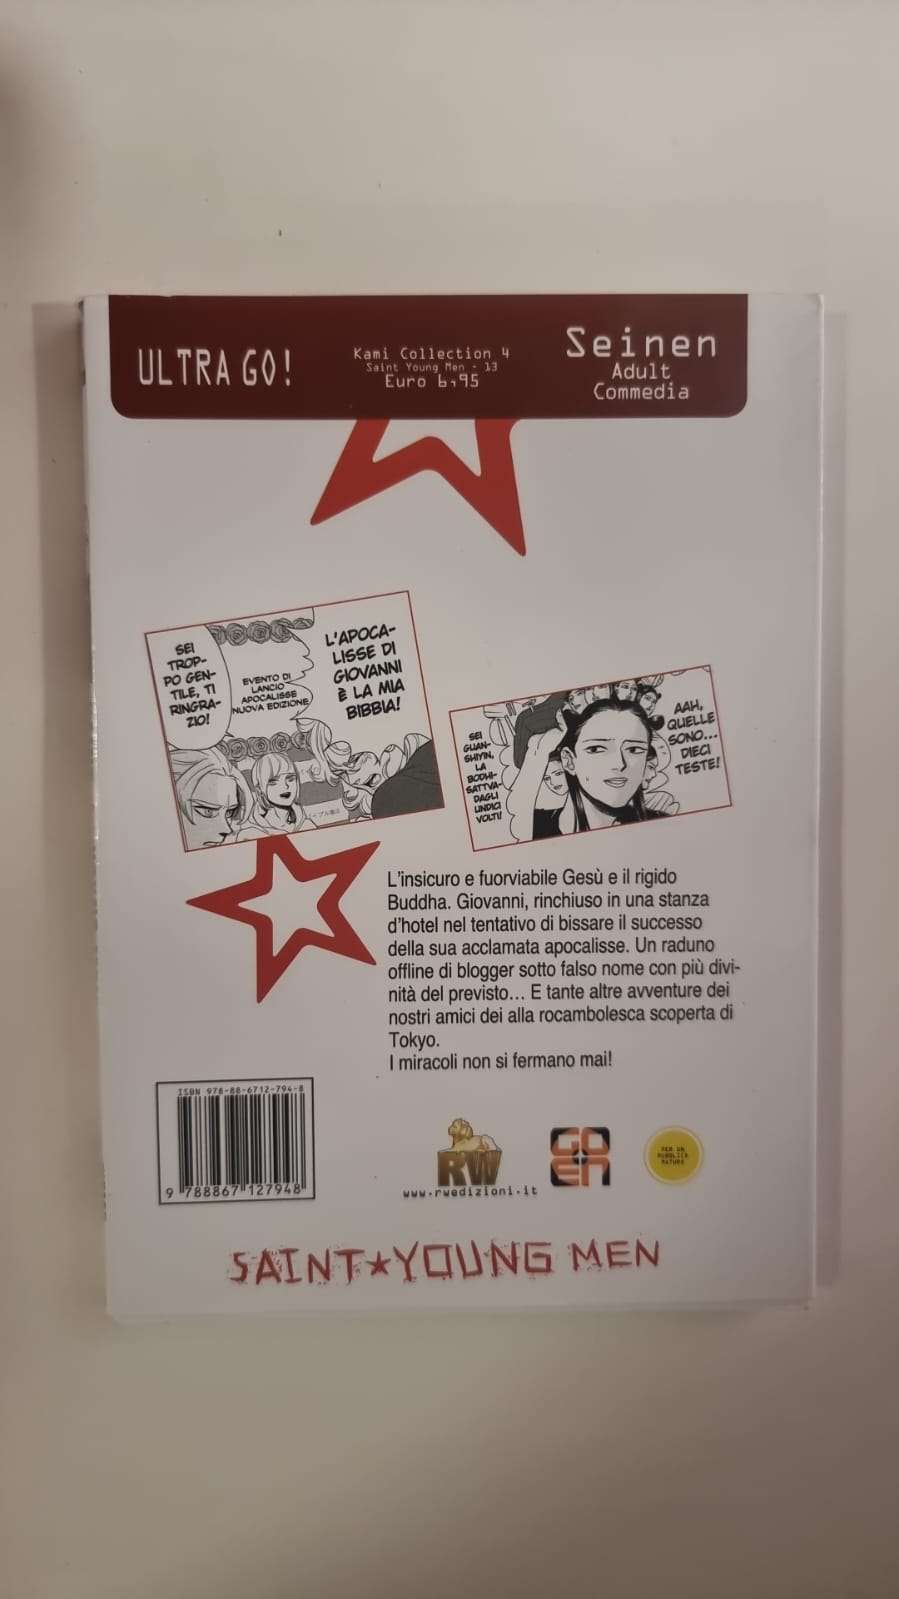 ULTRA GO!
Kami Collection 4
Saint Young Men - 13
Euro 6,95
Seinen
Adult
Commedia
SEI
TROP-
PO GEN-
TILE, TI
RINGRA-
ZIO!
EVENTO DI
LANCIO
APOCALISSE
NUOVA EDIZIONE
L'APOCA-
LISSE DI
GIOVANNI
È LA MIA
BIBBIA!
SEI
GUAN-
SHIYIN,
LA
BODHI-
SATTVA
DAGLI
UNDICI
VOLTI!
AAH,
QUELLE
SONO...
DIECI
TESTE!
L'insicuro e fuorviabile Gesù e il rigido
Buddha. Giovanni, rinchiuso in una stanza
d'hotel nel tentativo di bissare il successo
della sua acclamata apocalisse. Un raduno
offline di blogger sotto falso nome con più divi-
nità del previsto... E tante altre avventure dei
nostri amici dei alla rocambolesca scoperta di
Tokyo.
I miracoli non si fermano mai!
ISBN 978-88-6712-794-8
9 788867 127948
RW
www.rwedizioni.it
GOEN
PER UN
PUBBLICO
MATURO
SAINT★YOUNG MEN